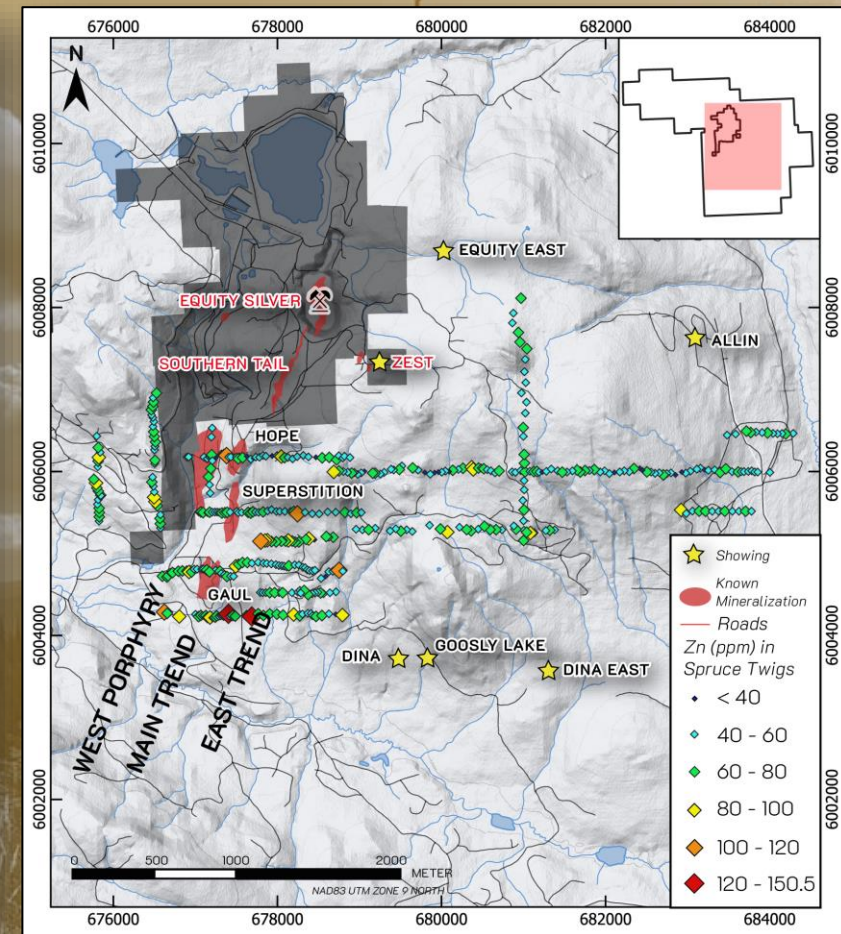 676000 678000 680000 682000 684000
N
6010000
6008000
6006000
6004000
6002000
6010000
6008000
6006000
EQUITY EAST
EQUITY SILVER
ALLIN
SOUTHERN TAIL
ZEST
HOPE
SUPERSTITION
GAUL
WEST PORPHYRY
MAIN TREND
EAST TREND
DINA
GOOSLY LAKE
DINA EAST
Showing
Known
Mineralization
Roads
Zn (ppm) in
Spruce Twigs
< 40
40 - 60
60 - 80
80 - 100
100 - 120
120 - 150.5
0 500 1000 2000
METER
NAD83 UTM ZONE 9 NORTH
676000 678000 680000 682000 684000